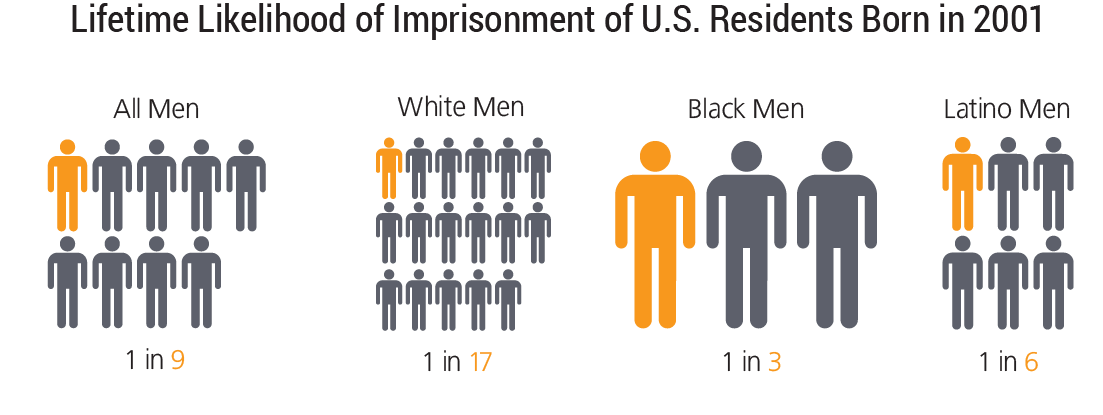 Lifetime Likelihood of Imprisonment of U.S. Residents Born in 2001
All Men
White Men
Black Men
Latino Men
1 in 9
1 in 17
1 in 3
1 in 6